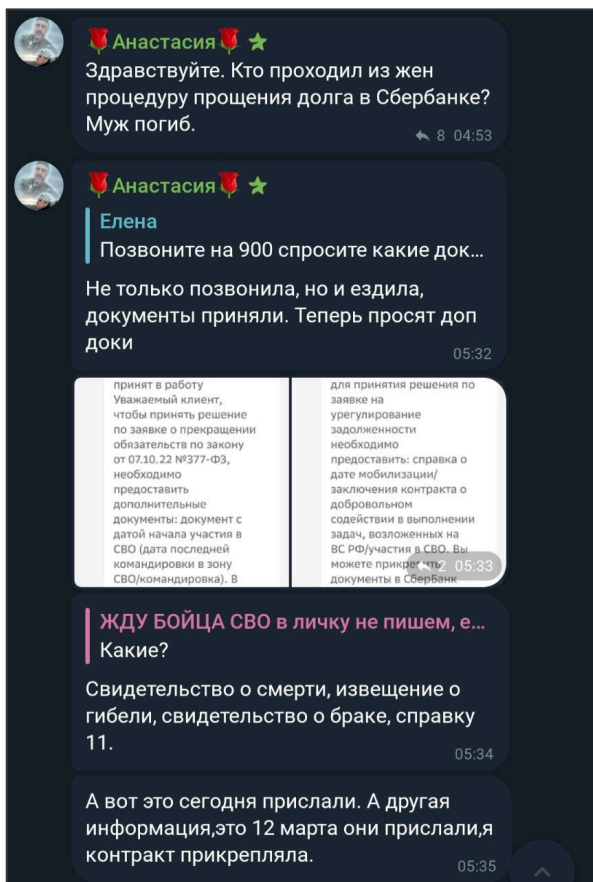 Анастасия
Здравствуйте. Кто проходил из жен
процедуру прощения долга в Сбербанке?
Муж погиб.
8 04:53
Анастасия
Елена
Позвоните на 900 спросите какие док...
Не только позвонила, но и ездила,
документы приняли. Теперь просят доп
доки
05:32
принят в работу
Уважаемый клиент,
чтобы принять решение
по заявке о прекращении
обязательств по закону
от 07.10.22 №377-ФЗ,
необходимо
предоставить
дополнительные
документы: документ с
датой начала участия в
СВО (дата последней
командировки в зону
СВО/командировка). В
для принятия решения по
заявке на
урегулирование
задолженности
необходимо
предоставить: справка о
дате мобилизации/
заключения контракта о
добровольном
содействии в выполнении
задач, возложенных на
ВС РФ/участия в СВО. Вы
можете прикрепить
документы в СберБанк
2 05:33
ЖДУ БОЙЦА СВО в личку не пишем, е...
Какие?
Свидетельство о смерти, извещение о
гибели, свидетельство о браке, справку
11.
05:34
А вот это сегодня прислали. А другая
информация,это 12 марта они прислали,я
контракт прикрепляла.
05:35